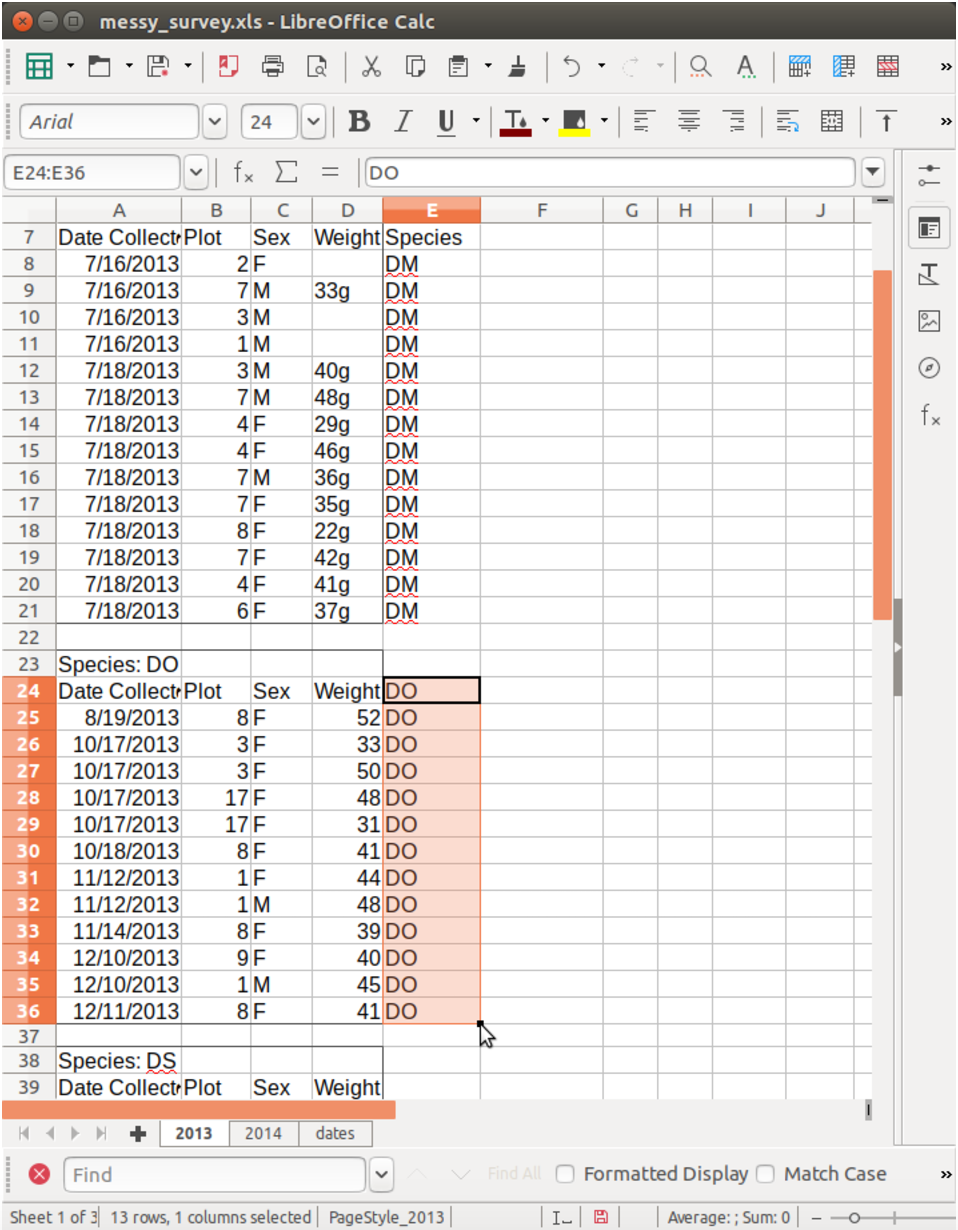 messy_survey.xls - LibreOffice Calc
Arial 24 B I U
E24:E36 fx Σ = DO
A B C D E F G H I J
7 Date Collect Plot Sex Weight Species
8 7/16/2013 2 F DM
9 7/16/2013 7 M 33g DM
10 7/16/2013 3 M DM
11 7/16/2013 1 M DM
12 7/18/2013 3 M 40g DM
13 7/18/2013 7 M 48g DM
14 7/18/2013 4 F 29g DM
15 7/18/2013 4 F 46g DM
16 7/18/2013 7 M 36g DM
17 7/18/2013 7 F 35g DM
18 7/18/2013 8 F 22g DM
19 7/18/2013 7 F 42g DM
20 7/18/2013 4 F 41g DM
21 7/18/2013 6 F 37g DM
22
23 Species: DO
24 Date Collect Plot Sex Weight DO
25 8/19/2013 8 F 52 DO
26 10/17/2013 3 F 33 DO
27 10/17/2013 3 F 50 DO
28 10/17/2013 17 F 48 DO
29 10/17/2013 17 F 31 DO
30 10/18/2013 8 F 41 DO
31 11/12/2013 1 F 44 DO
32 11/12/2013 1 M 48 DO
33 11/14/2013 8 F 39 DO
34 12/10/2013 9 F 40 DO
35 12/10/2013 1 M 45 DO
36 12/11/2013 8 F 41 DO
37
38 Species: DS
39 Date Collect Plot Sex Weight
2013 2014 dates
Find Find All Formatted Display Match Case
Sheet 1 of 3 13 rows, 1 columns selected PageStyle_2013 Average: ; Sum: 0